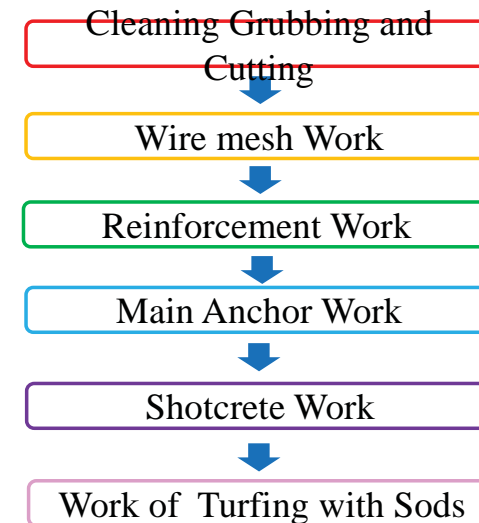 Cleaning Grubbing and
Cutting
Wire mesh Work
Reinforcement Work
Main Anchor Work
Shotcrete Work
Work of  Turfing with Sods